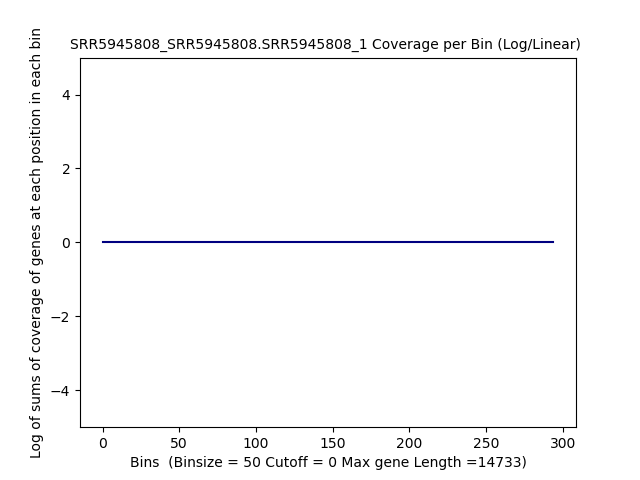 SRR5945808_SRR5945808.SRR5945808_1 Coverage per Bin (Log/Linear)
Log of sums of coverage of genes at each position in each bin
4
2
0
−2
−4
0 50 100 150 200 250 300
Bins  (Binsize = 50 Cutoff = 0 Max gene Length =14733)